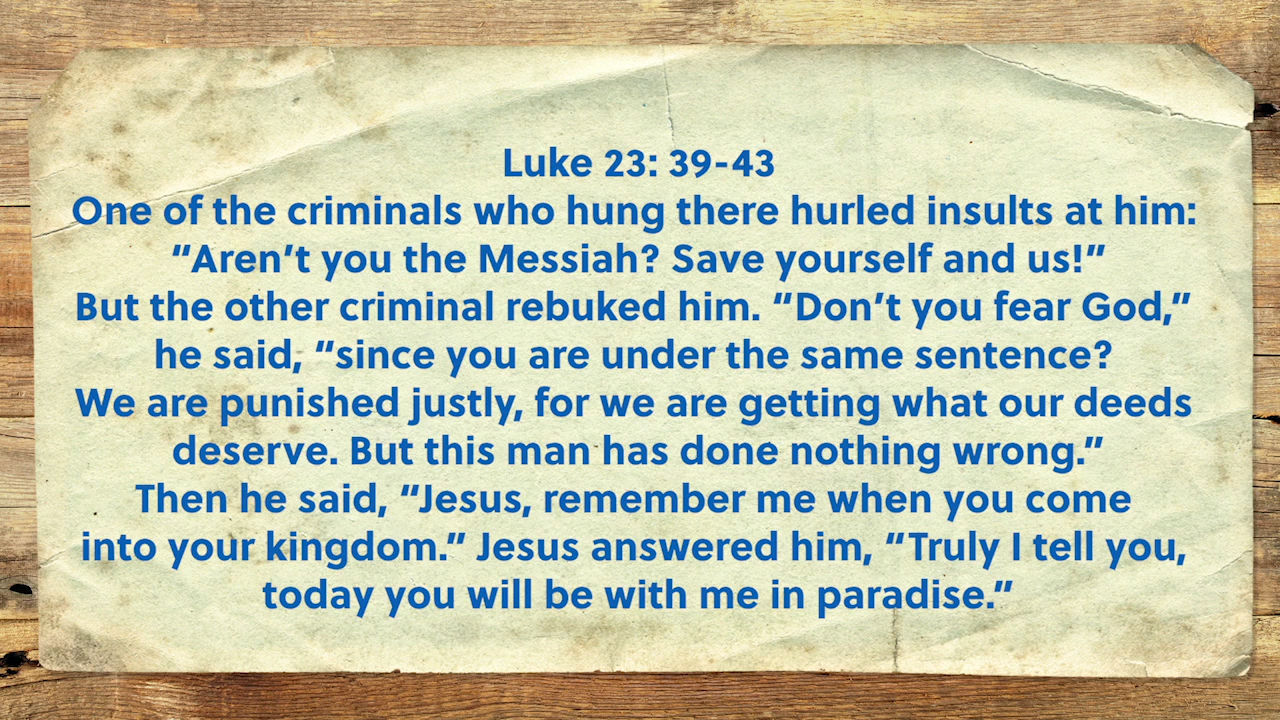 Luke 23: 39-43
One of the criminals who hung there hurled insults at him:
“Aren’t you the Messiah? Save yourself and us!”
But the other criminal rebuked him. “Don’t you fear God,”
he said, “since you are under the same sentence?
We are punished justly, for we are getting what our deeds
deserve. But this man has done nothing wrong.”
Then he said, “Jesus, remember me when you come
into your kingdom.” Jesus answered him, “Truly I tell you,
today you will be with me in paradise.”